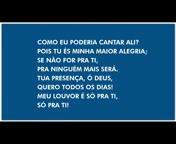 COMO EU PODERIA CANTAR ALI?
POIS TU ÉS MINHA MAIOR ALEGRIA;
SE NÃO FOR PRA TI,
PRA NINGUÉM MAIS SERÁ.
TUA PRESENÇA, Ó DEUS,
QUERO TODOS OS DIAS!
MEU LOUVOR É SÓ PRA TI,
SÓ PRA TI!